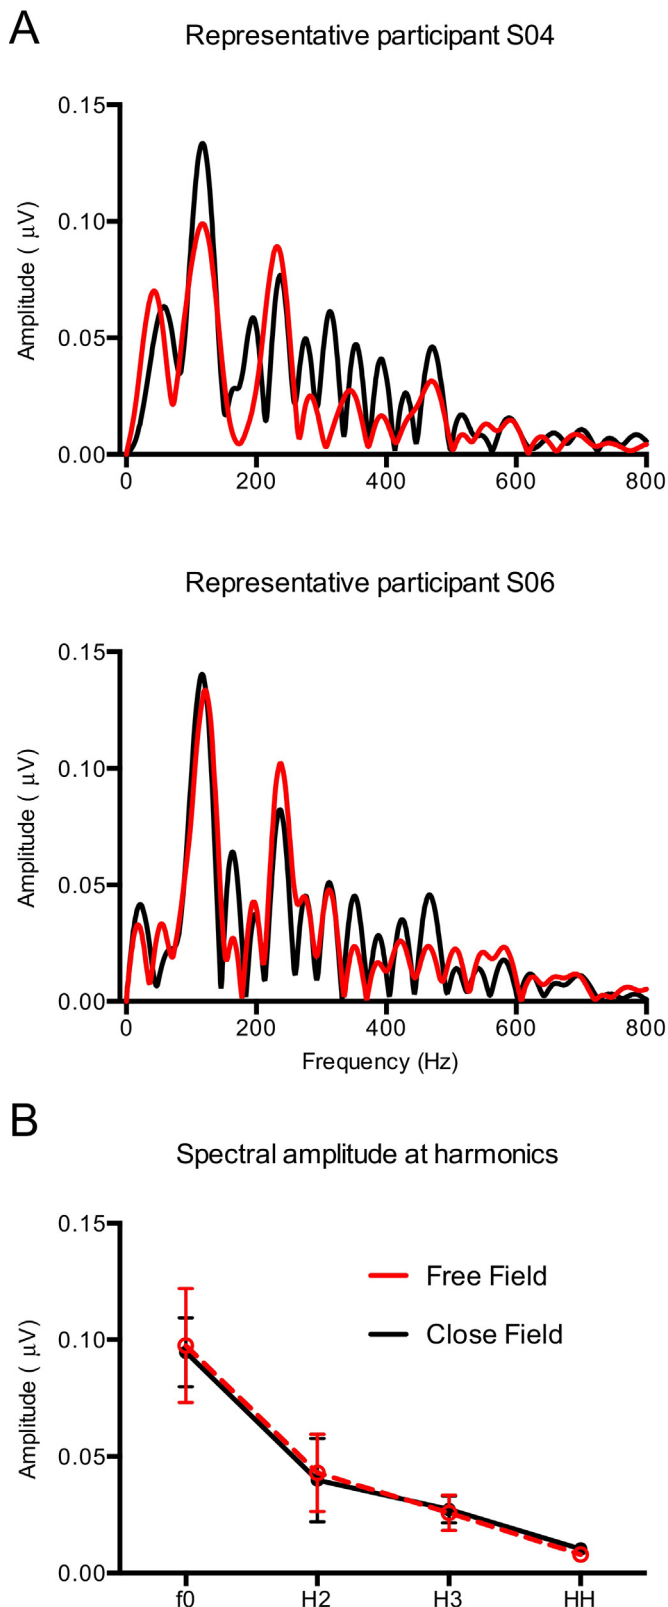 A
Representative participant S04
0.15
0.10
0.05
0.00
Amplitude ( μV)
0 200 400 600 800
Representative participant S06
0.15
0.10
0.05
0.00
Amplitude ( μV)
0 200 400 600 800
Frequency (Hz)
B
Spectral amplitude at harmonics
0.15
0.10
0.05
0.00
Amplitude ( μV)
Free Field
Close Field
f0 H2 H3 HH